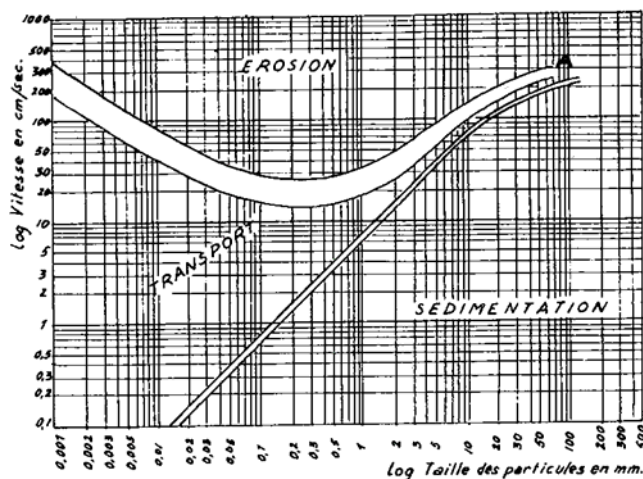 1000
500
300
200
100
50
30
20
10
5
3
2
1
0,5
0,3
0,2
0,1
log Vitesse en cm/sec.
EROSION
A
TRANSPORT
SEDIMENTATION
0,001 0,002 0,003 0,005 0,01 0,02 0,03 0,06 0,1 0,2 0,3 0,5 1 2 3 5 10 20 30 50 100 200 300 600
log Taille des particules en mm.